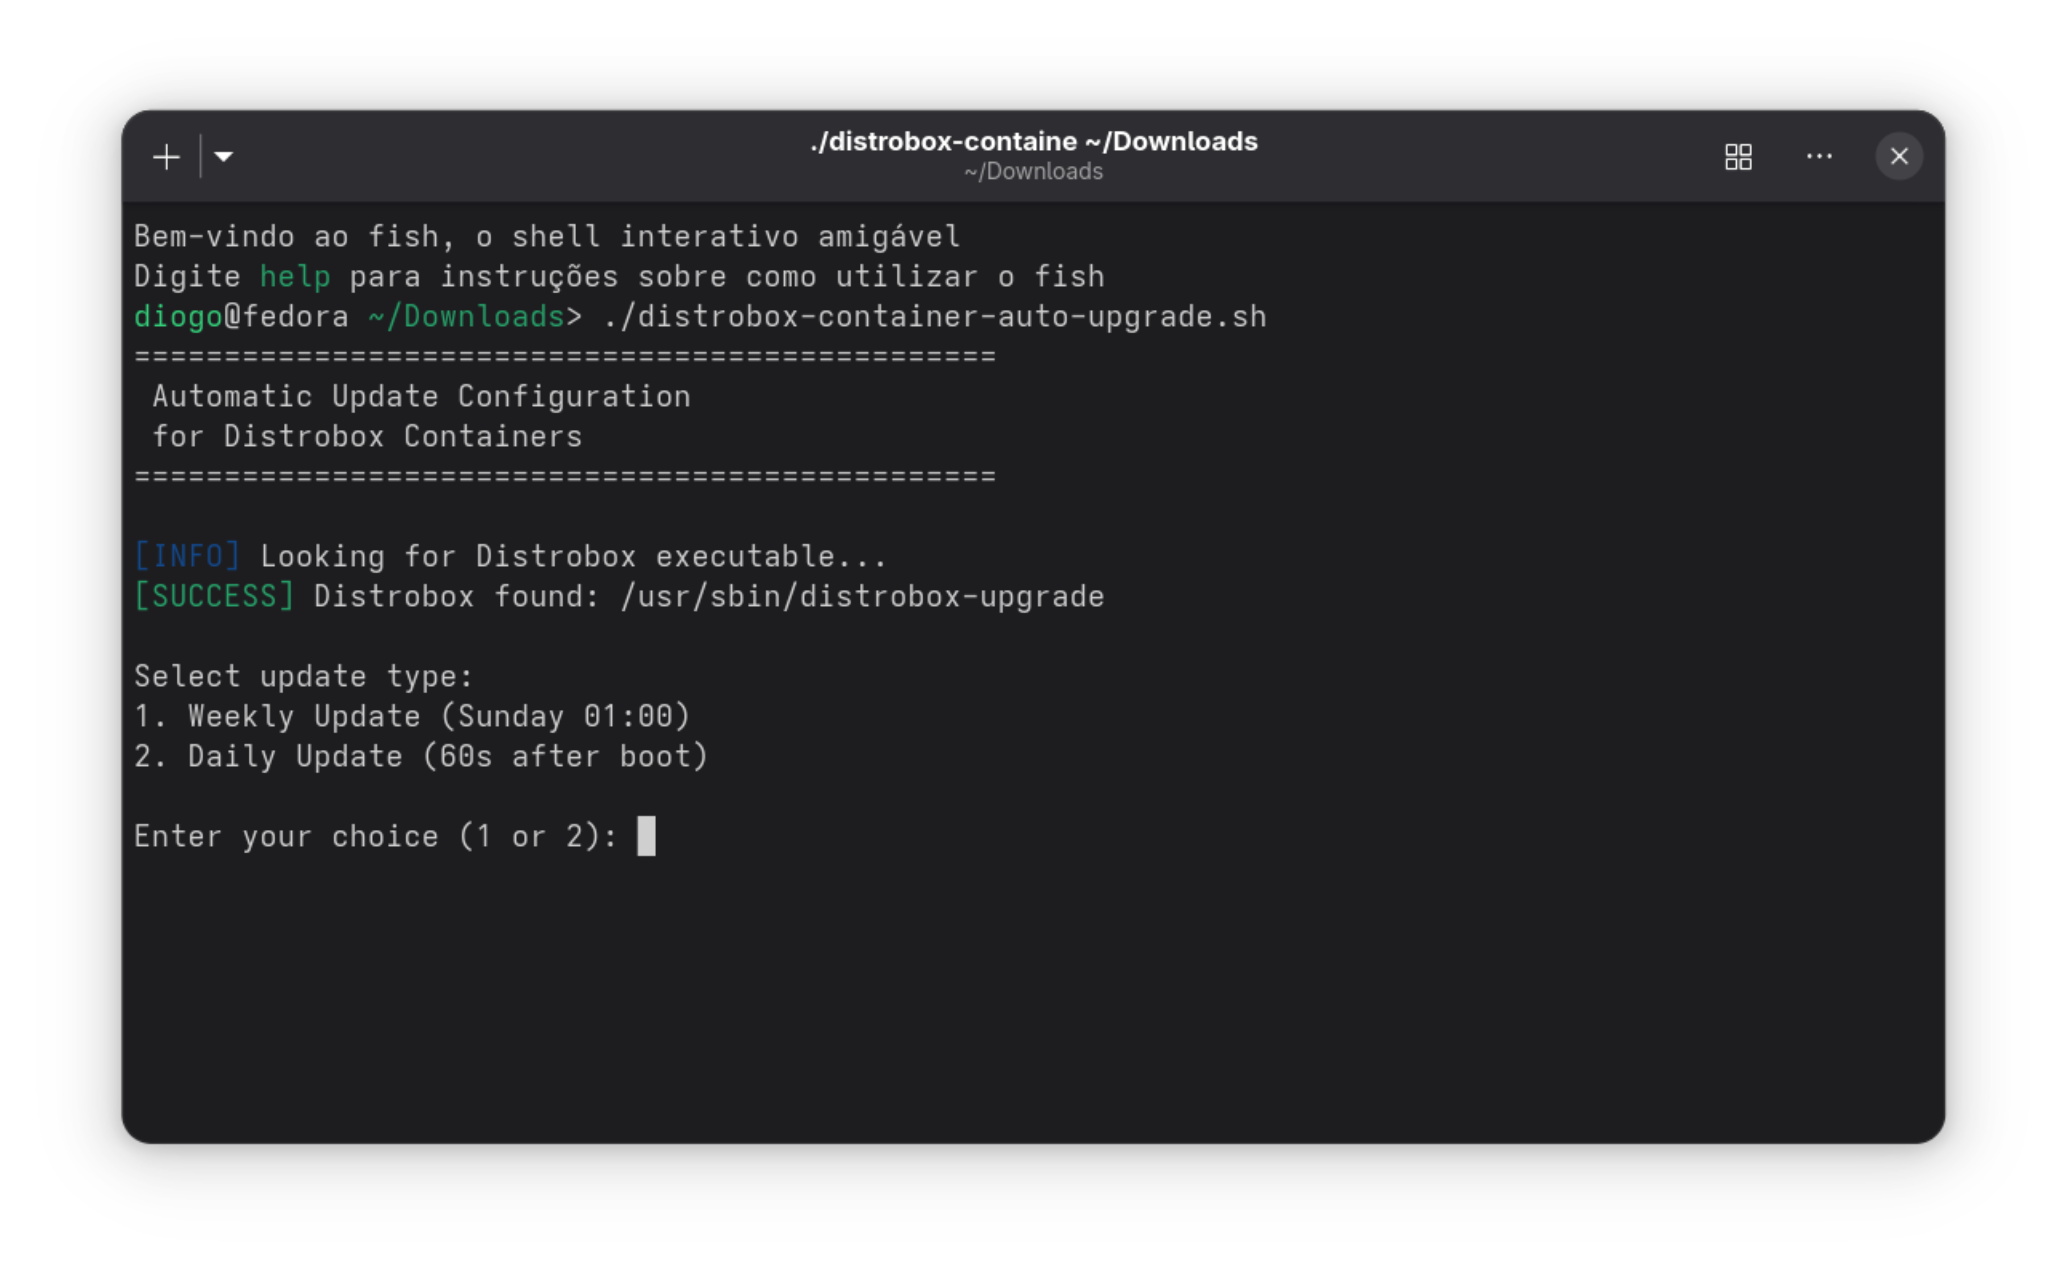 ./distrobox-containe ~/Downloads
~/Downloads
Bem-vindo ao fish, o shell interativo amigável
Digite help para instruções sobre como utilizar o fish
diogo@fedora ~/Downloads> ./distrobox-container-auto-upgrade.sh
================================================
Automatic Update Configuration
for Distrobox Containers
================================================
[INFO] Looking for Distrobox executable...
[SUCCESS] Distrobox found: /usr/sbin/distrobox-upgrade
Select update type:
1. Weekly Update (Sunday 01:00)
2. Daily Update (60s after boot)
Enter your choice (1 or 2):